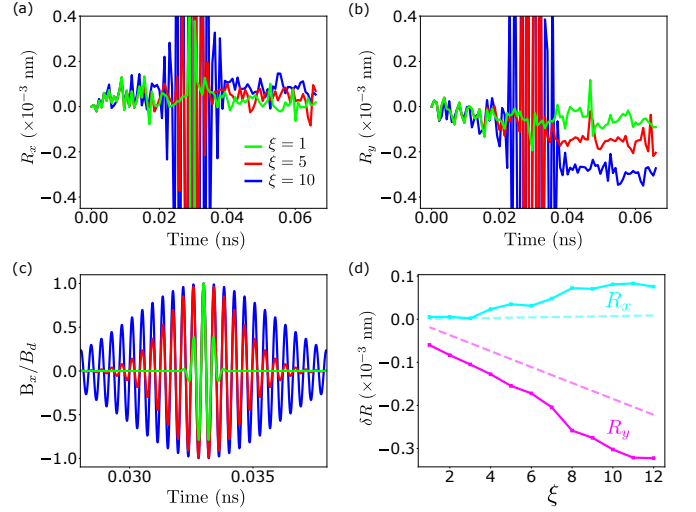 (a)
0.4
0.2
0.0
−0.2
−0.4
R_x (×10⁻³ nm)
ξ = 1
ξ = 5
ξ = 10
0.00 0.02 0.04 0.06
Time (ns)
(b)
0.4
0.2
0.0
−0.2
−0.4
R_y (×10⁻³ nm)
0.00 0.02 0.04 0.06
Time (ns)
(c)
1.0
0.5
0.0
−0.5
−1.0
B_x/B_d
0.030 0.035
Time (ns)
(d)
0.1
0.0
−0.1
−0.2
−0.3
δR (×10⁻³ nm)
R_x
R_y
2 4 6 8 10 12
ξ